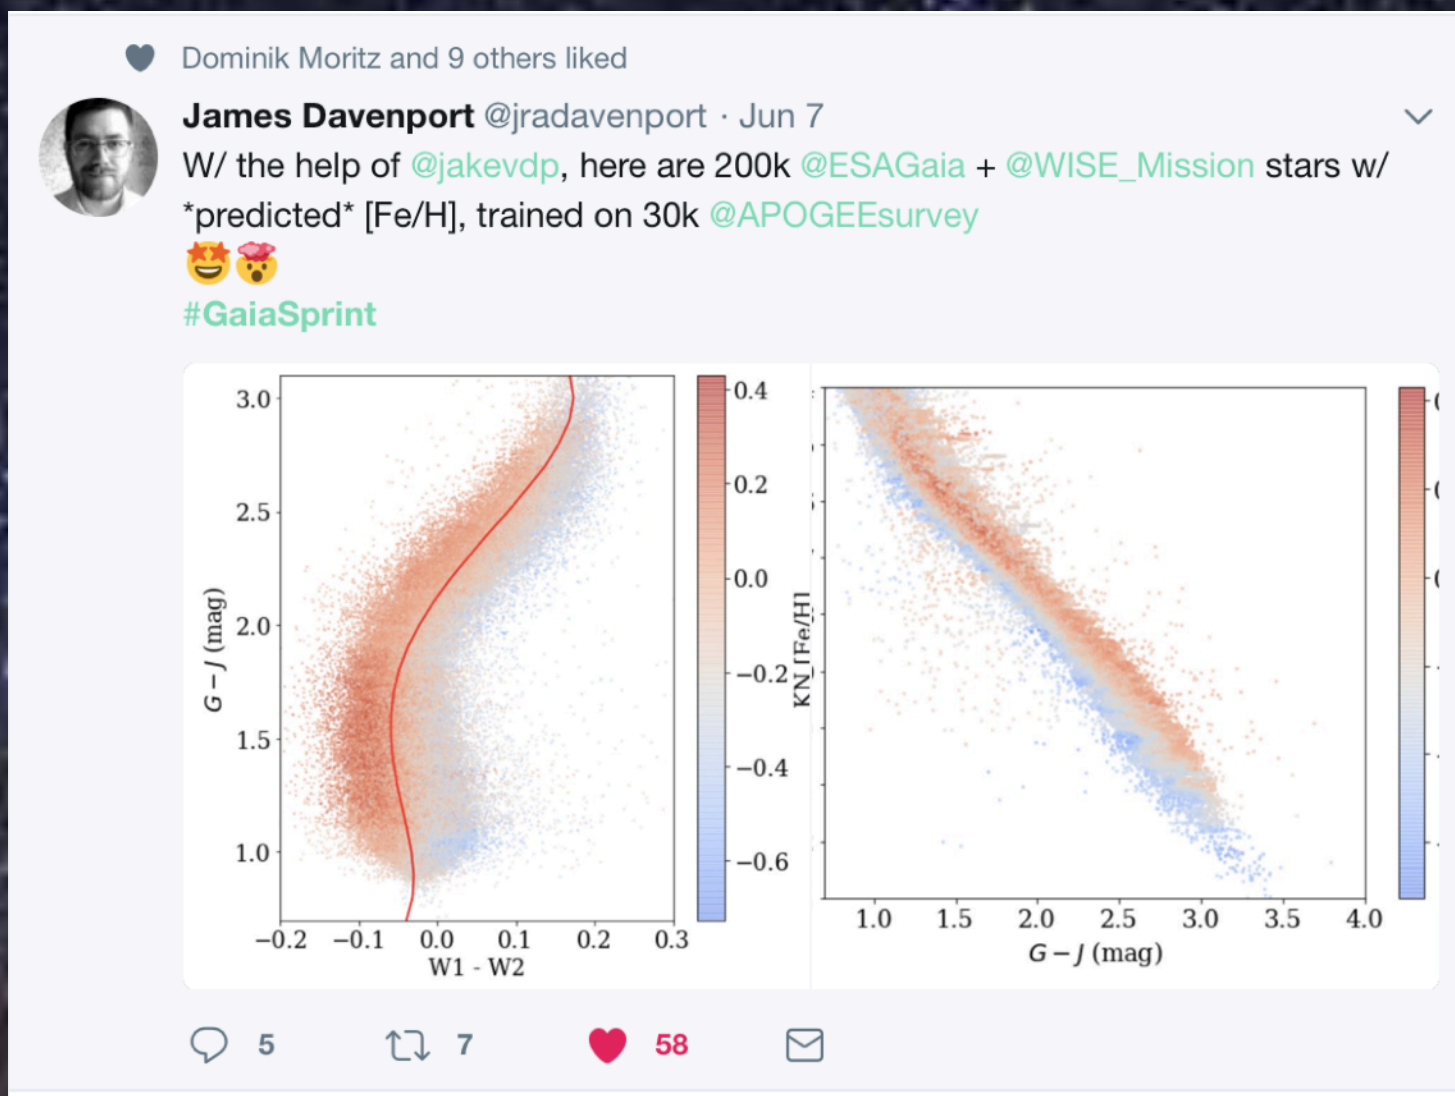 Dominik Moritz and 9 others liked
James Davenport @jradavenport · Jun 7
W/ the help of @jakevdp, here are 200k @ESAGaia + @WISE_Mission stars w/
*predicted* [Fe/H], trained on 30k @APOGEEsurvey
🤩🤯
#GaiaSprint
3.0
2.5
2.0
1.5
1.0
G − J (mag)
−0.2 −0.1 0.0 0.1 0.2 0.3
W1 - W2
0.4
0.2
0.0
−0.2
−0.4
−0.6
KN [Fe/H]
1.0 1.5 2.0 2.5 3.0 3.5 4.0
G − J (mag)
5 7 58